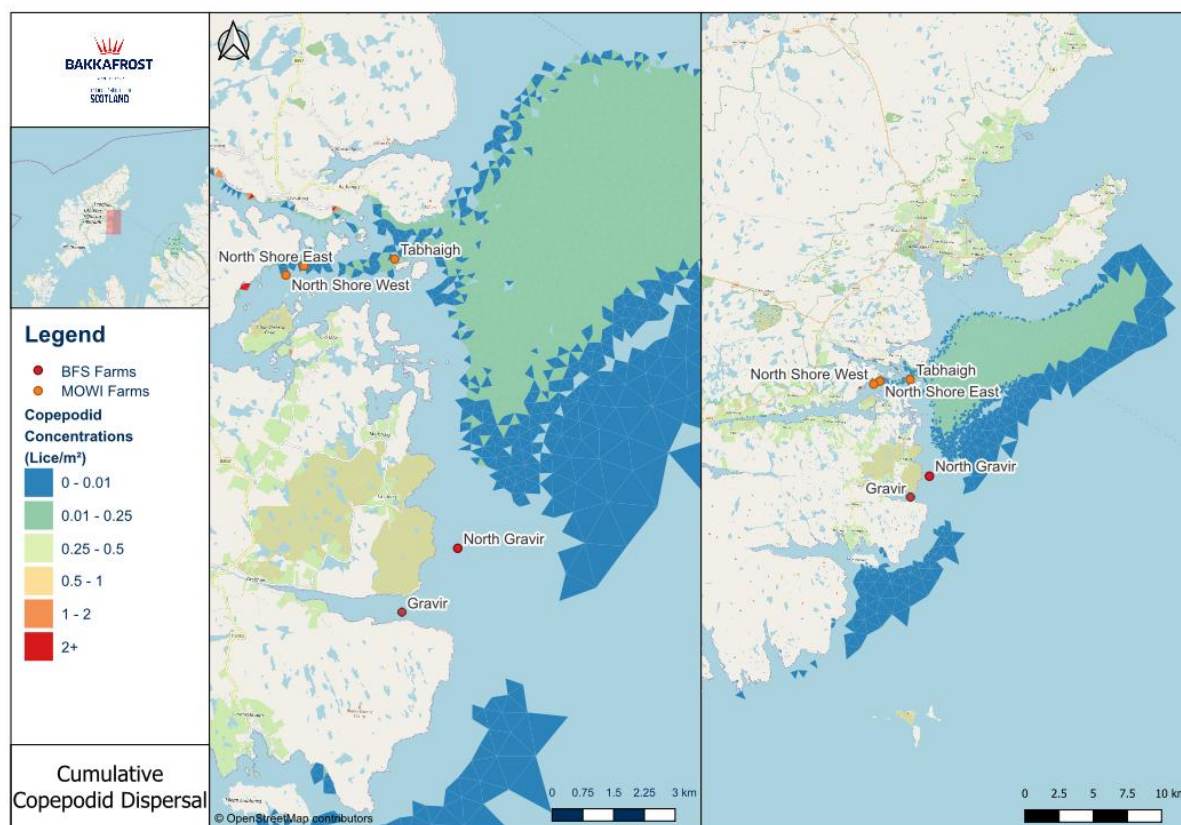 BAKKAFROST
SCOTLAND
Legend
BFS Farms
MOWI Farms
Copepodid
Concentrations
(Lice/m²)
0 - 0.01
0.01 - 0.25
0.25 - 0.5
0.5 - 1
1 - 2
2+
Cumulative
Copepodid Dispersal
North Shore East
North Shore West
Tabhaigh
North Gravir
Gravir
0 0.75 1.5 2.25 3 km
© OpenStreetMap contributors
North Shore West
Tabhaigh
North Shore East
North Gravir
Gravir
0 2.5 5 7.5 10 km